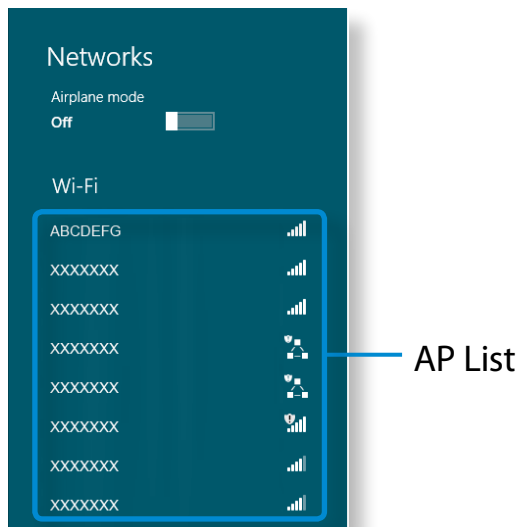 Networks
Airplane mode
Off
Wi-Fi
ABCDEFG
XXXXXXX
XXXXXXX
XXXXXXX
XXXXXXX
XXXXXXX
XXXXXXX
XXXXXXX
AP List